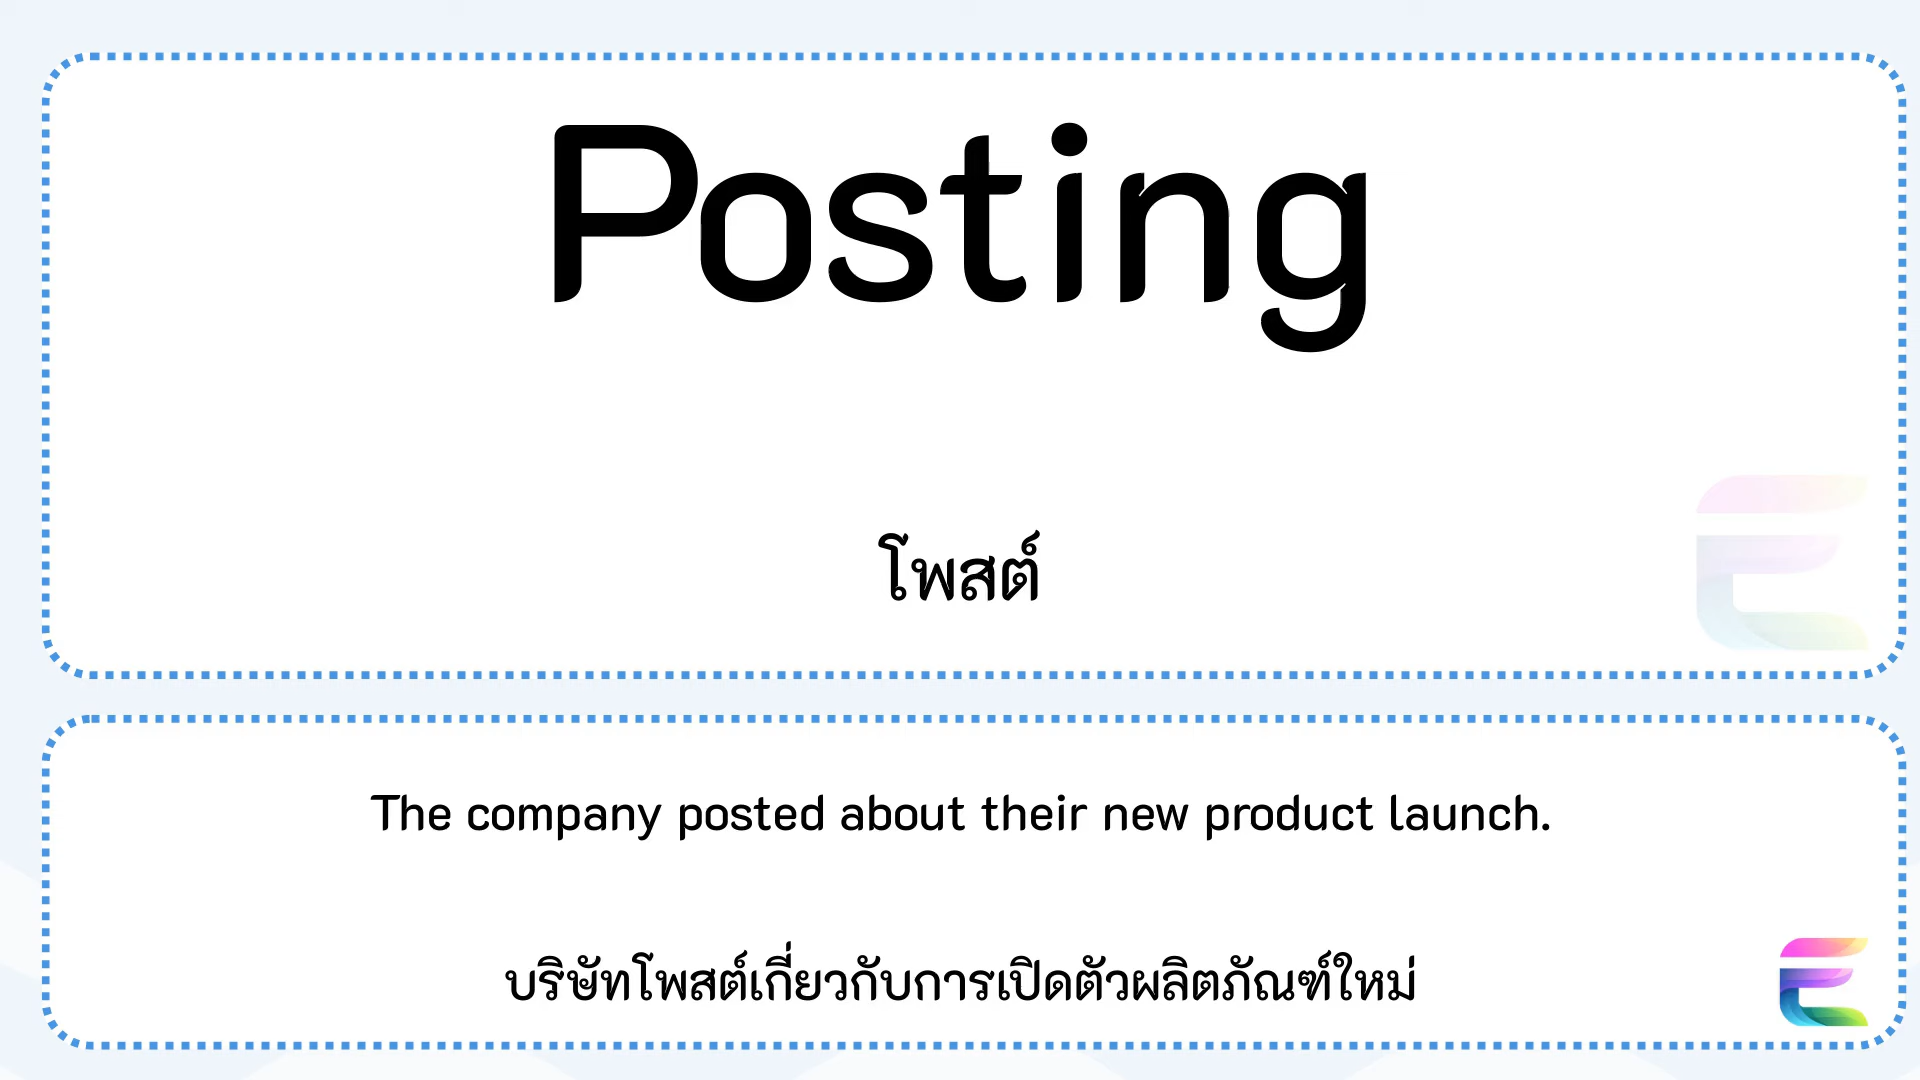 Posting
โพสต์
The company posted about their new product launch.
บริษัทโพสต์เกี่ยวกับการเปิดตัวผลิตภัณฑ์ใหม่